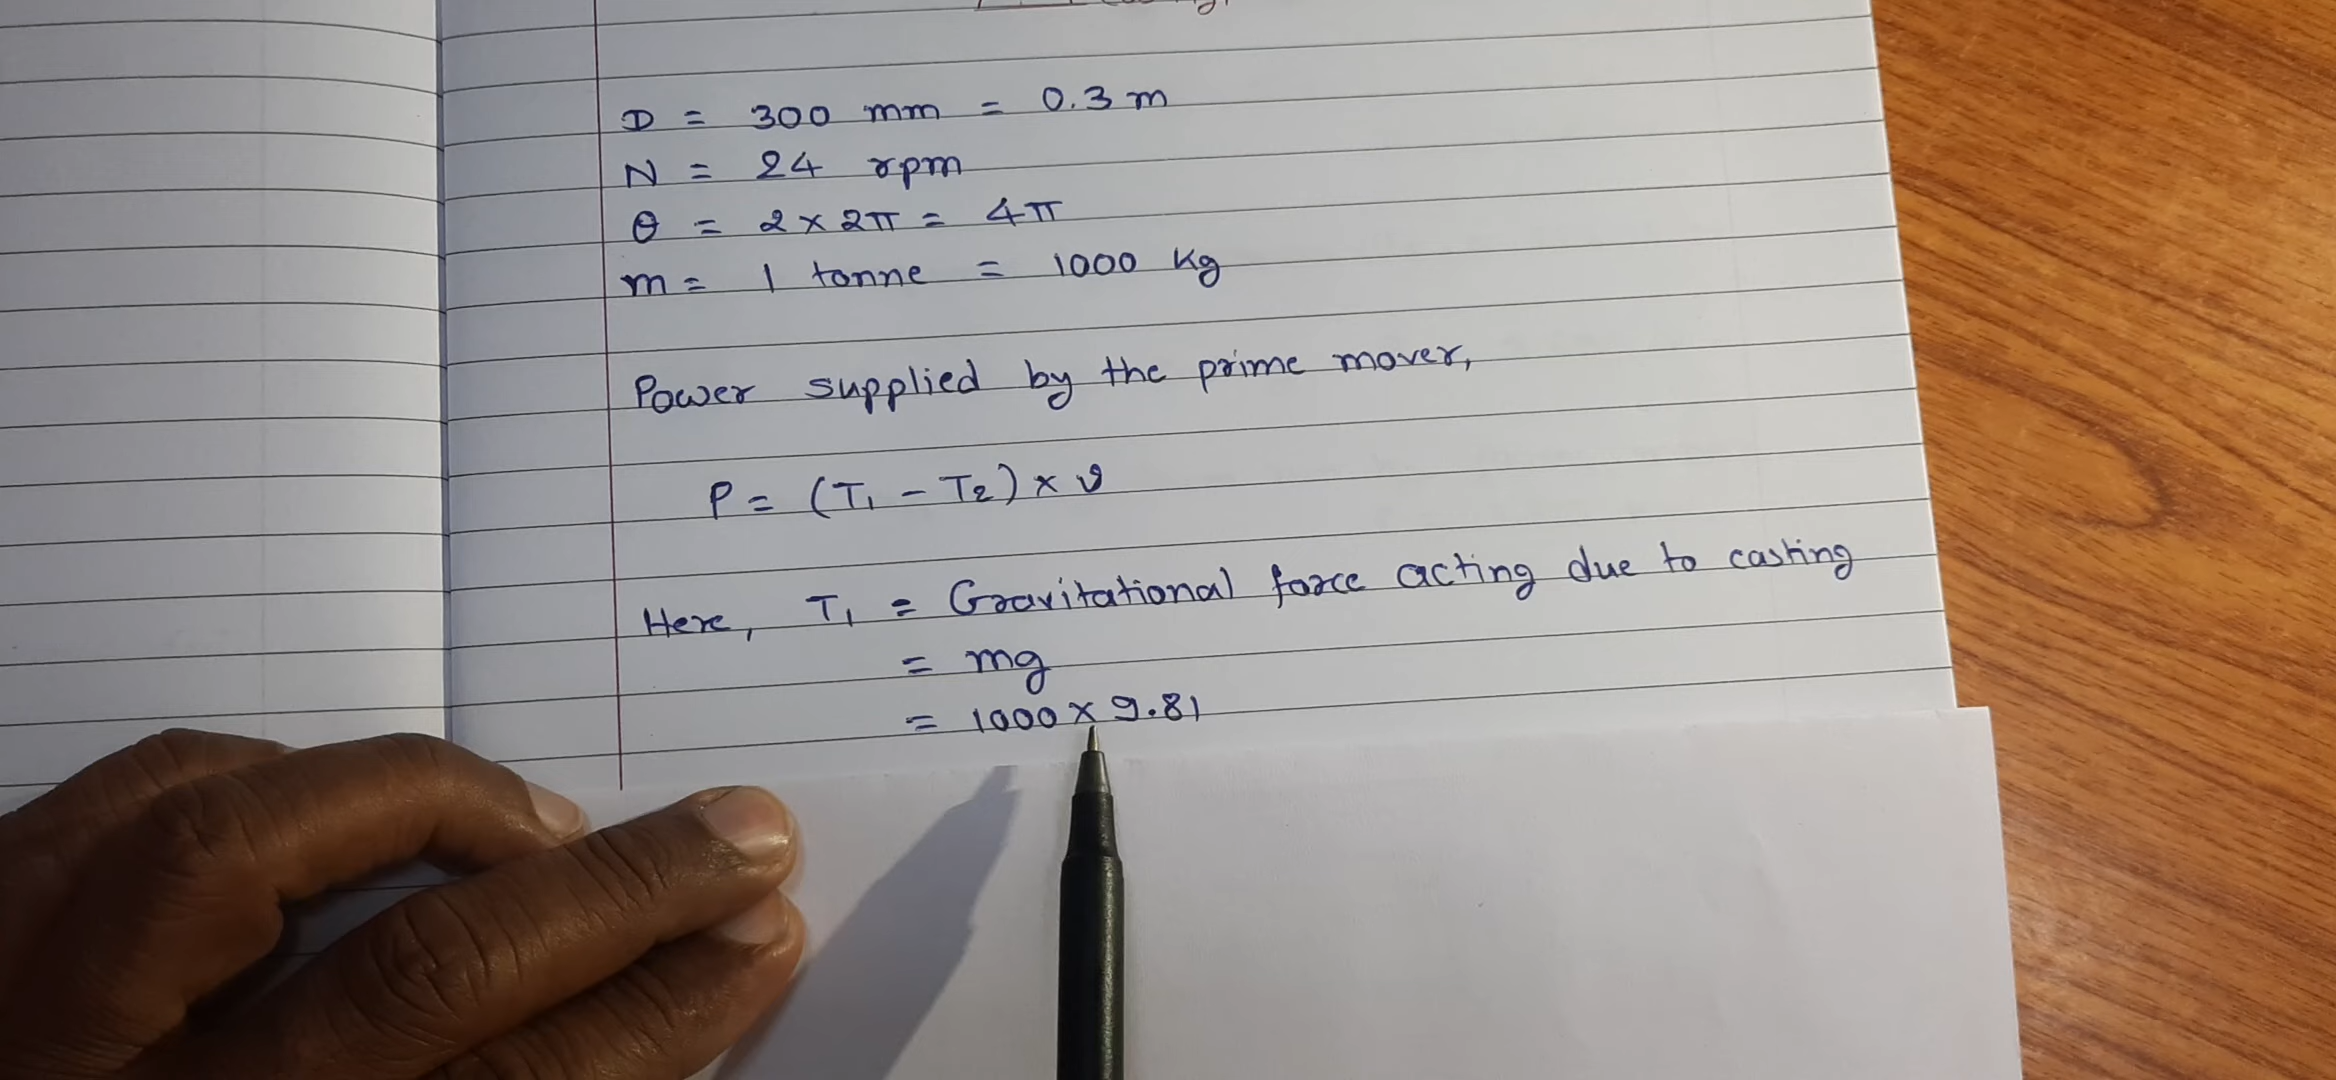 D = 300 mm = 0.3 m
N = 24 rpm
θ = 2 × 2π = 4π
m = 1 tonne = 1000 kg
Power supplied by the prime mover,
P = (T₁ - T₂) × v
Here, T₁ = Gravitational force acting due to casting
= mg
= 1000 × 9.81